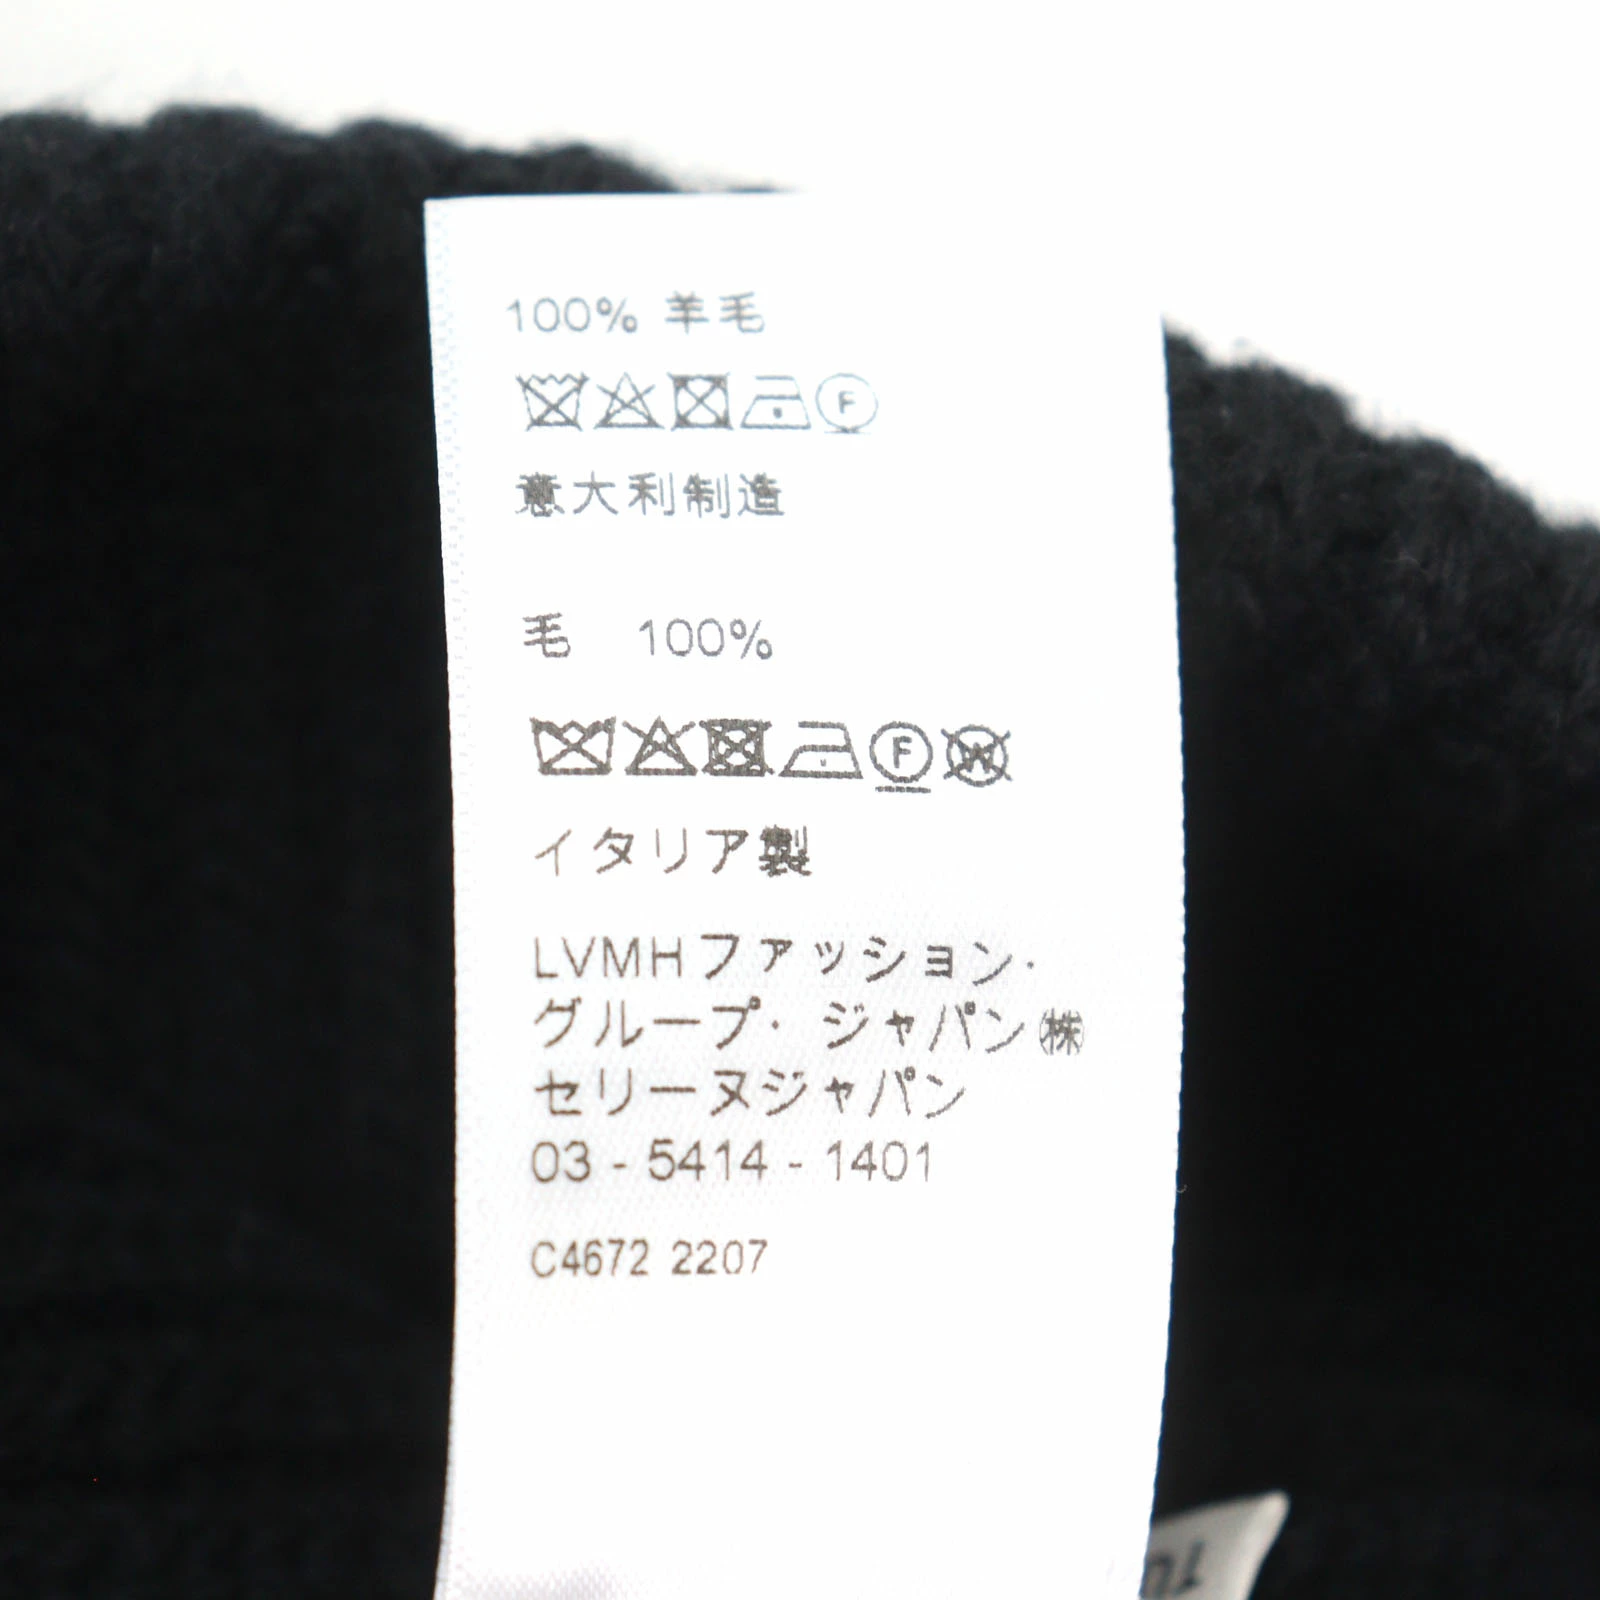 100% 羊毛
F
意大利制造
毛 100%
F W
イタリア製
LVMHファッション・
グループ・ジャパン㈱
セリーヌジャパン
03 - 5414 - 1401
C4672 2207
TU